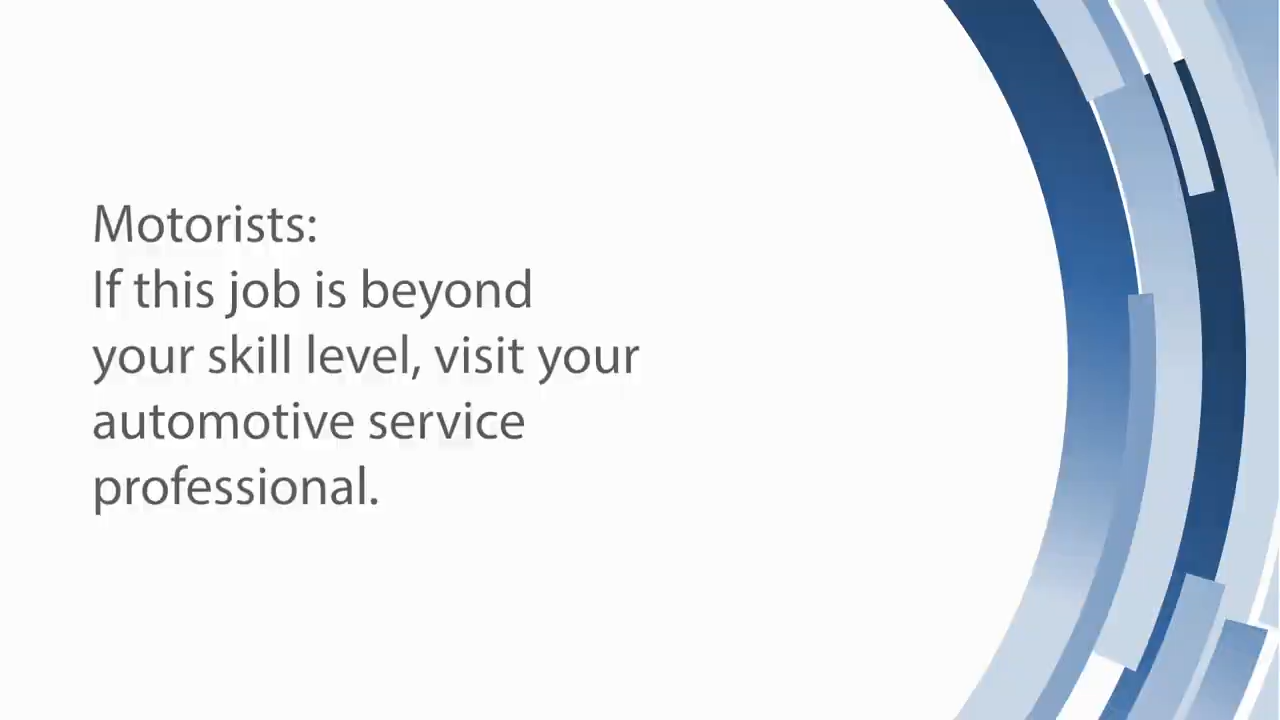 Motorists:
If this job is beyond
your skill level, visit your
automotive service
professional.